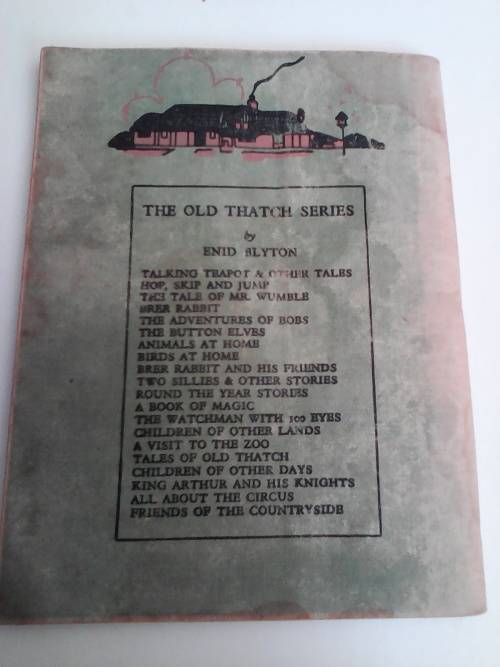 THE OLD THATCH SERIES
by
ENID BLYTON
TALKING TEAPOT & OTHER TALES
HOP, SKIP AND JUMP
THE TALE OF MR. WUMBLE
BRER RABBIT
THE ADVENTURES OF BOBS
THE BUTTON ELVES
ANIMALS AT HOME
BIRDS AT HOME
BRER RABBIT AND HIS FRIENDS
TWO SILLIES & OTHER STORIES
ROUND THE YEAR STORIES
A BOOK OF MAGIC
THE WATCHMAN WITH 100 EYES
CHILDREN OF OTHER LANDS
A VISIT TO THE ZOO
TALES OF OLD THATCH
CHILDREN OF OTHER DAYS
KING ARTHUR AND HIS KNIGHTS
ALL ABOUT THE CIRCUS
FRIENDS OF THE COUNTRYSIDE